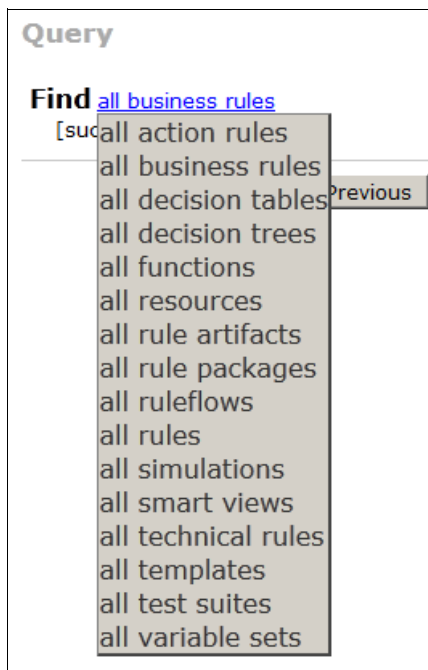 Query
Find all business rules
[suc
all action rules
all business rules
all decision tables
Previous
all decision trees
all functions
all resources
all rule artifacts
all rule packages
all ruleflows
all rules
all simulations
all smart views
all technical rules
all templates
all test suites
all variable sets